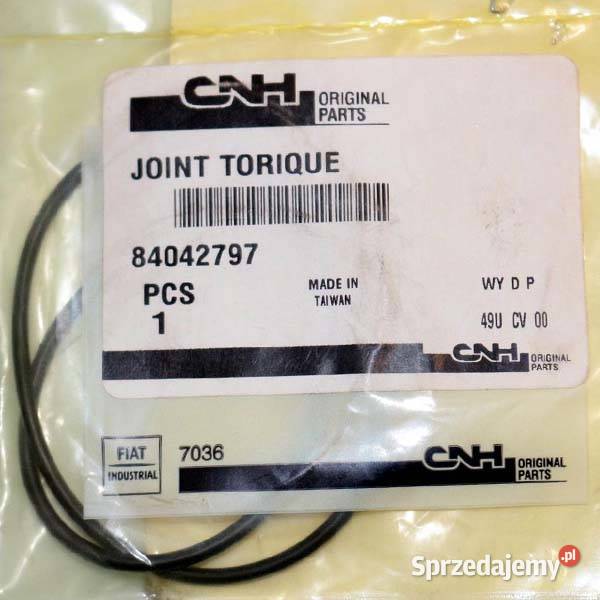 CNH ORIGINAL PARTS
JOINT TORIQUE
84042797
PCS
1
MADE IN
TAIWAN
WY D P
49U CV 00
CNH ORIGINAL PARTS
FIAT
INDUSTRIAL
7036
CNH ORIGINAL PARTS
Sprzedajemy.pl